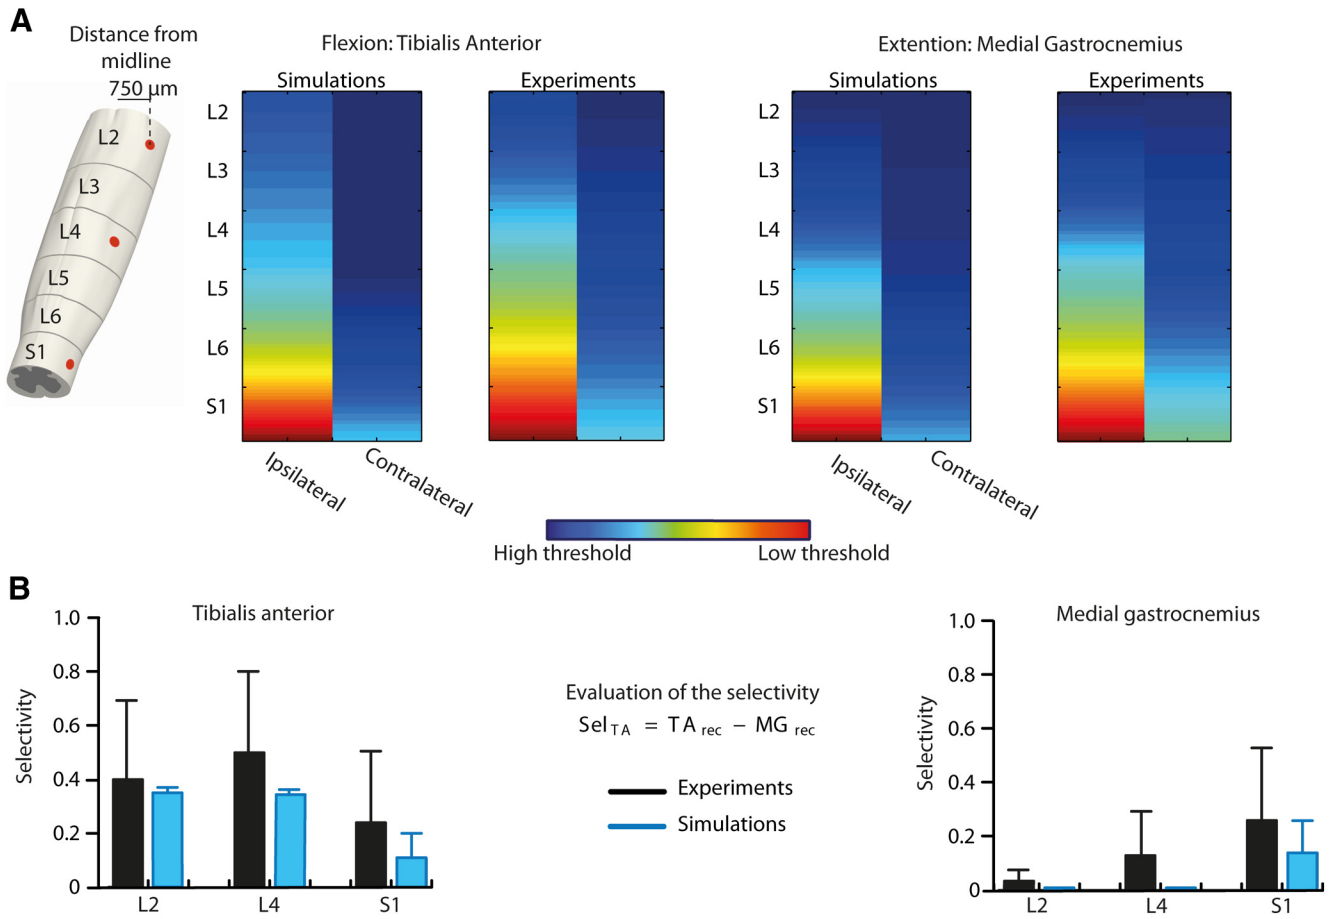 A
Distance from
midline
750 µm
L2
L3
L4
L5
L6
S1
Flexion: Tibialis Anterior
Simulations
Experiments
L2
L3
L4
L5
L6
S1
Ipsilateral
Contralateral
Extention: Medial Gastrocnemius
Simulations
Experiments
L2
L3
L4
L5
L6
S1
Ipsilateral
Contralateral
High threshold
Low threshold
B
Tibialis anterior
Selectivity
1.0
0.8
0.6
0.4
0.2
0
L2
L4
S1
Evaluation of the selectivity
Sel TA = TA rec − MG rec
Experiments
Simulations
Medial gastrocnemius
Selectivity
1.0
0.8
0.6
0.4
0.2
0
L2
L4
S1